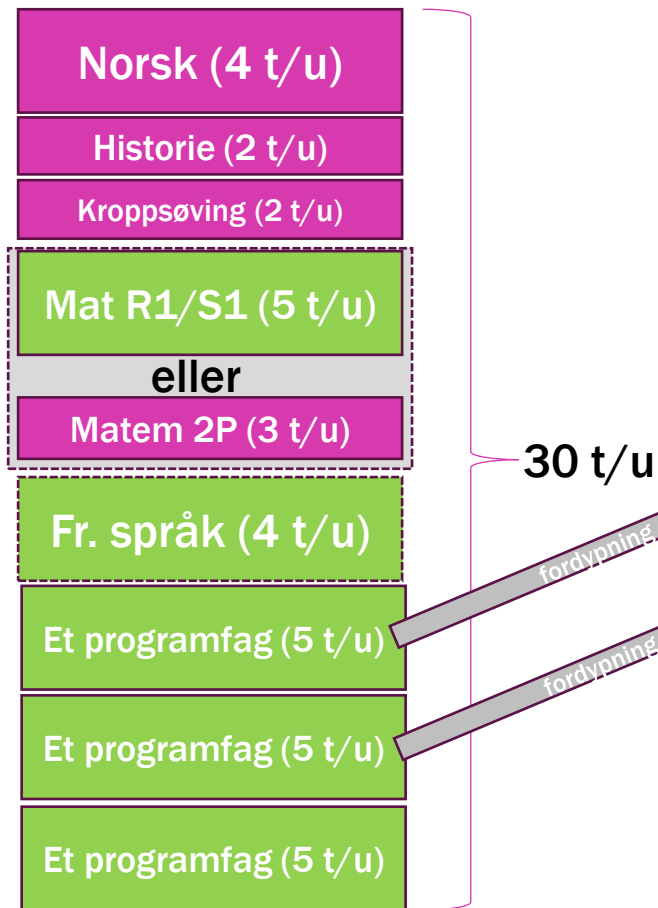 Norsk (4 t/u)
Historie (2 t/u)
Kroppsøving (2 t/u)
Mat R1/S1 (5 t/u)
eller
Matem 2P (3 t/u)
30 t/u
Fr. språk (4 t/u)
fordypning
Et programfag (5 t/u)
fordypning
Et programfag (5 t/u)
Et programfag (5 t/u)